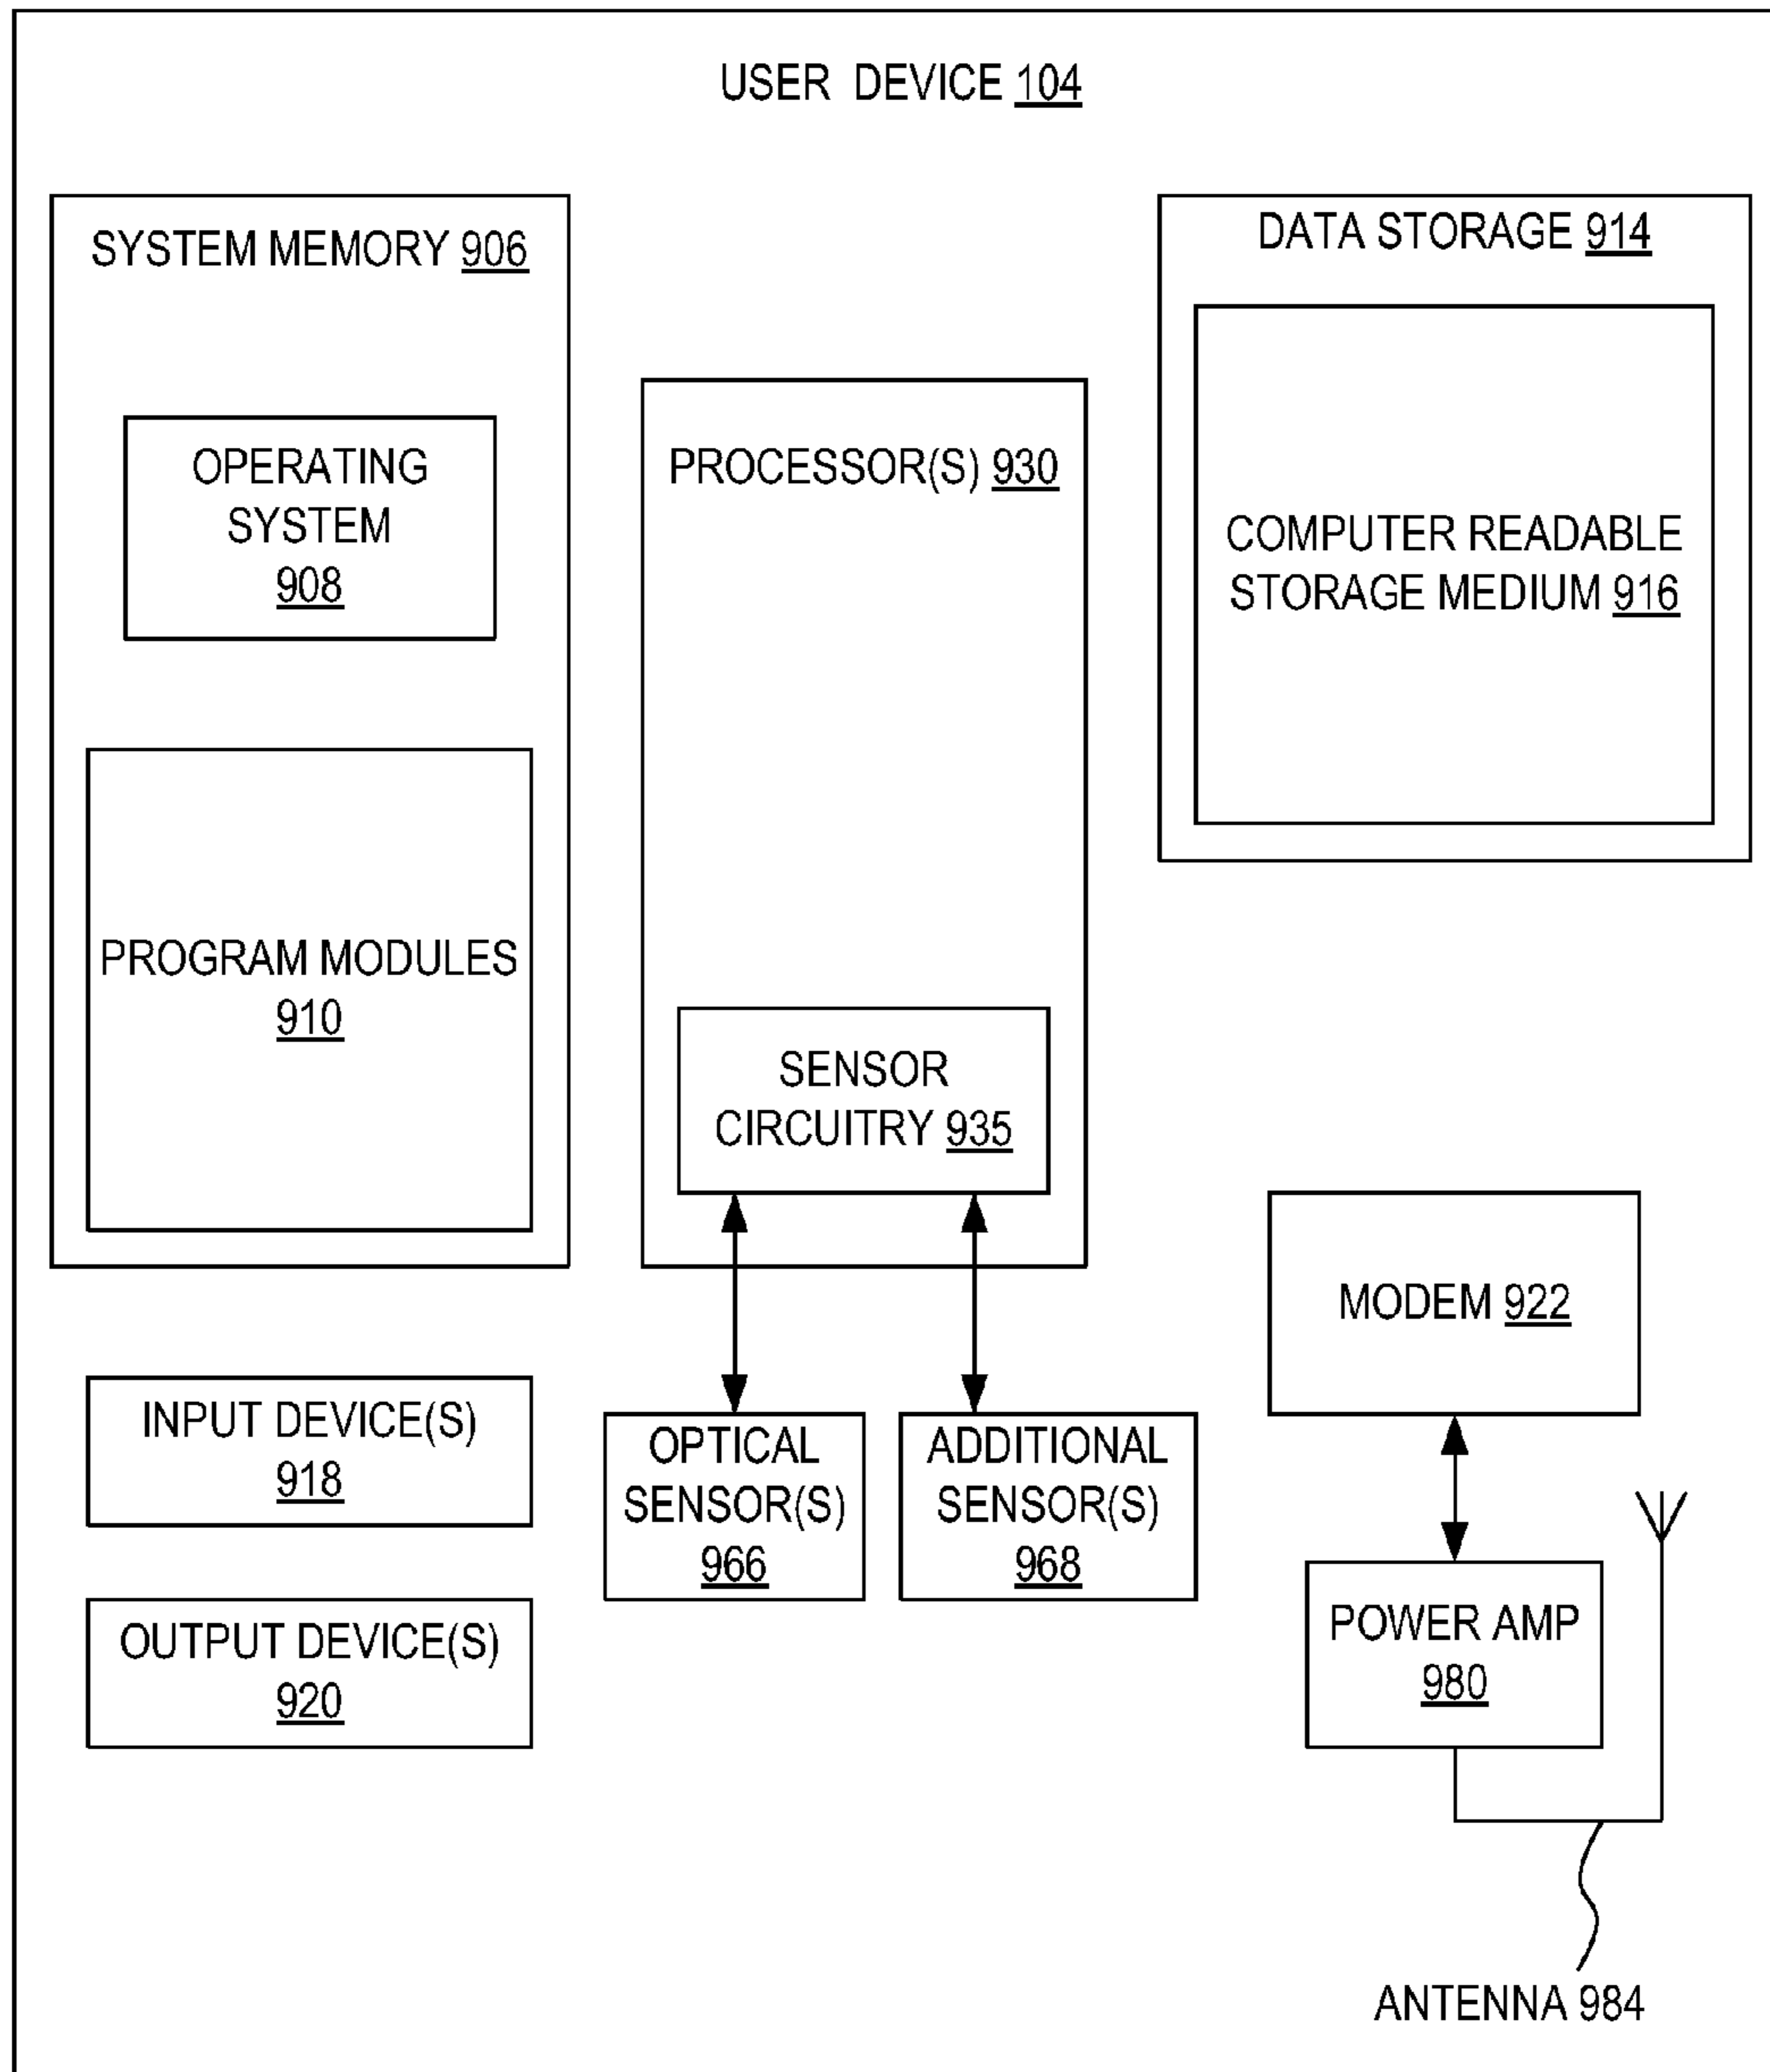 USER DEVICE 104
SYSTEM MEMORY 906
OPERATING
SYSTEM
908
PROGRAM MODULES
910
PROCESSOR(S) 930
SENSOR
CIRCUITRY 935
DATA STORAGE 914
COMPUTER READABLE
STORAGE MEDIUM 916
INPUT DEVICE(S)
918
OUTPUT DEVICE(S)
920
OPTICAL
SENSOR(S)
966
ADDITIONAL
SENSOR(S)
968
MODEM 922
POWER AMP
980
ANTENNA 984